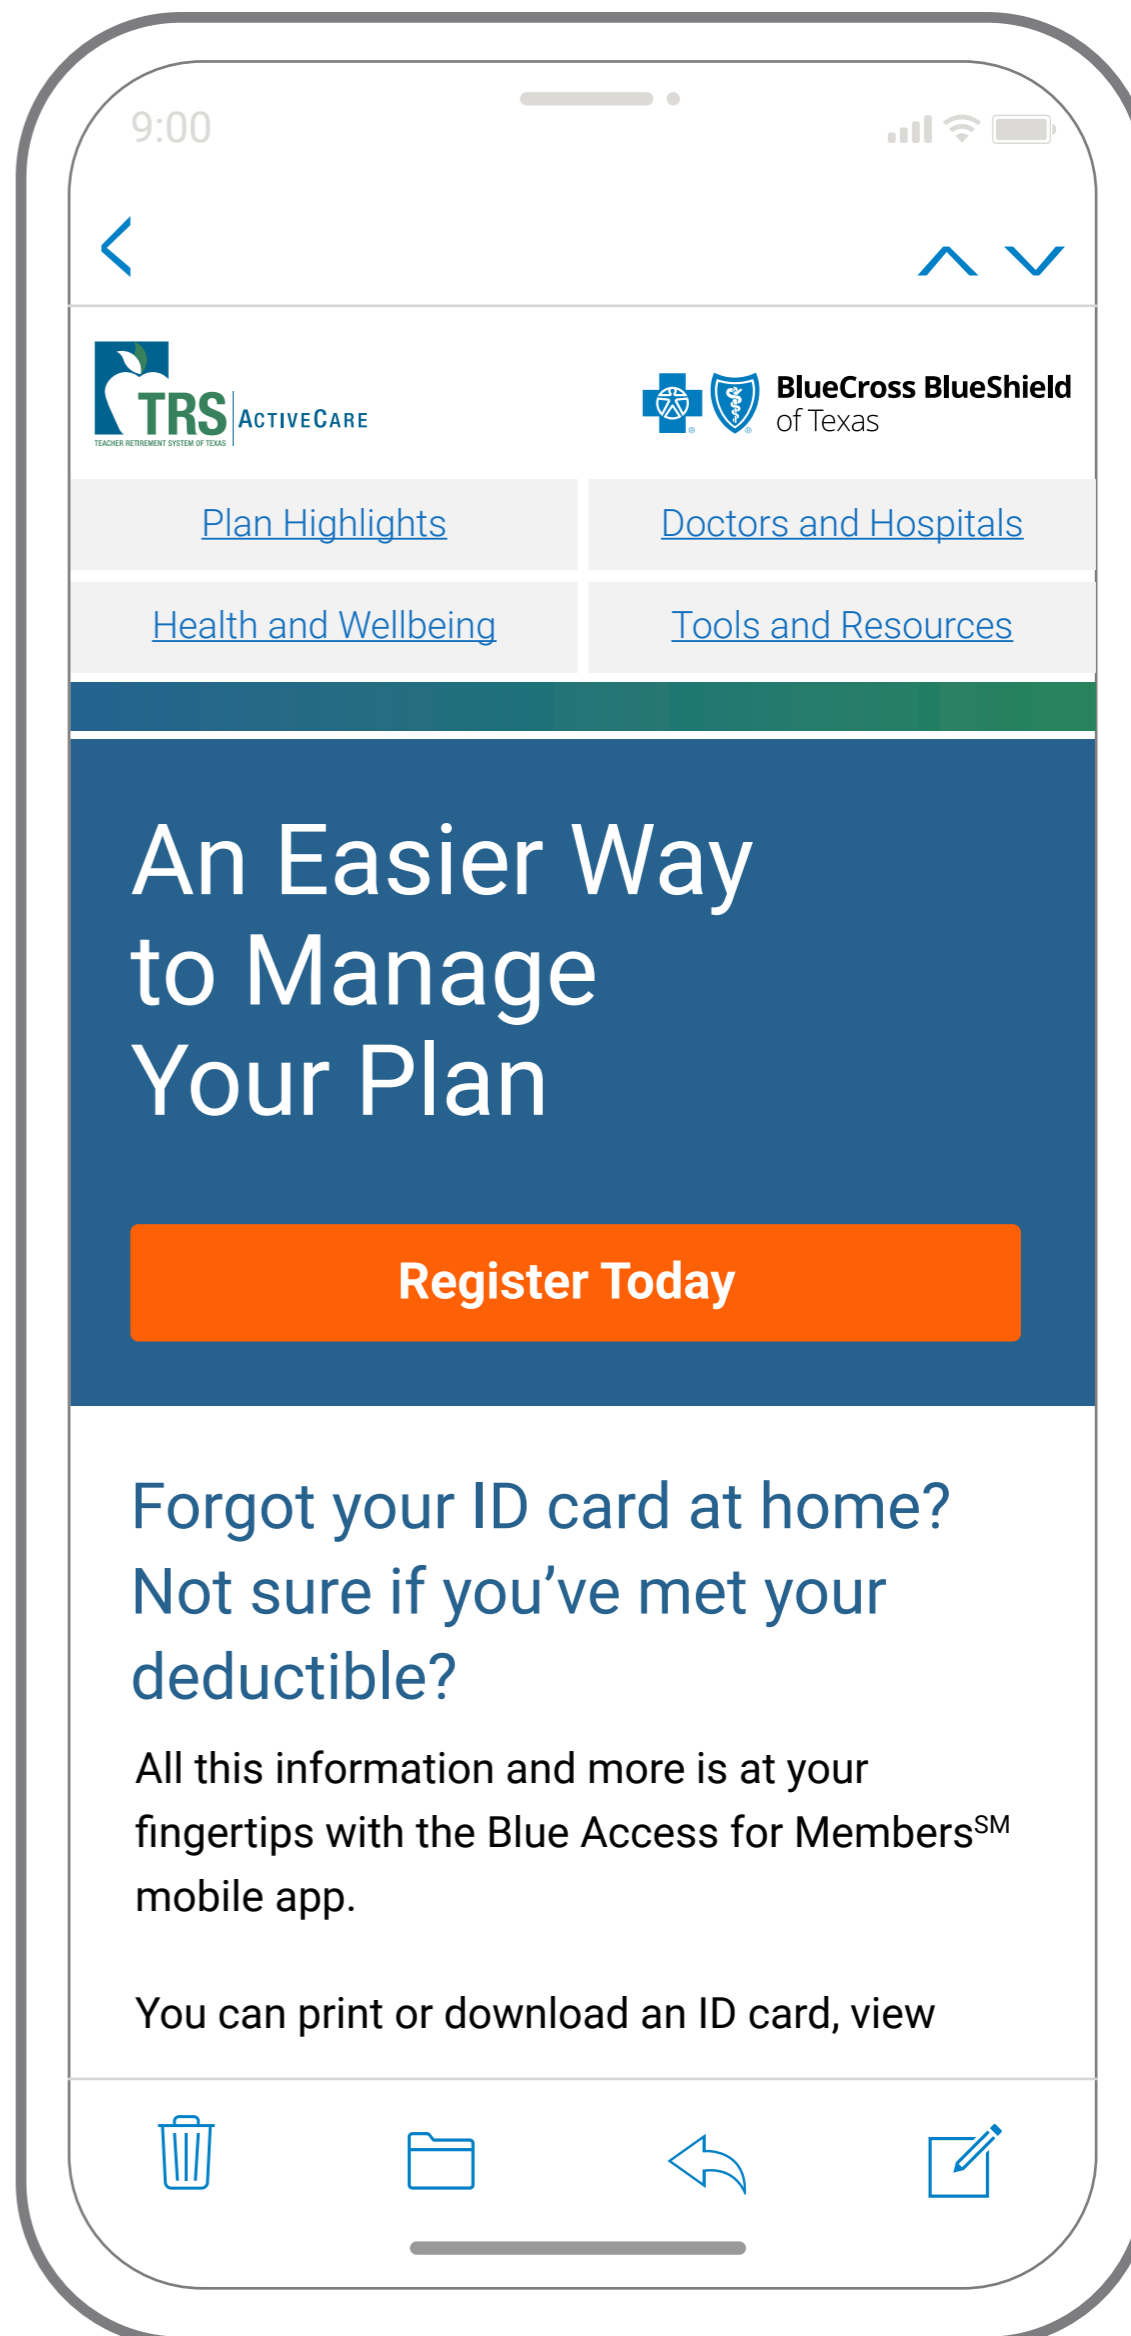 9:00
TRS ACTIVECARE
TEACHER RETIREMENT SYSTEM OF TEXAS
BlueCross BlueShield
of Texas
Plan Highlights
Doctors and Hospitals
Health and Wellbeing
Tools and Resources
An Easier Way
to Manage
Your Plan
Register Today
Forgot your ID card at home?
Not sure if you’ve met your
deductible?
All this information and more is at your
fingertips with the Blue Access for Members℠
mobile app.
You can print or download an ID card, view